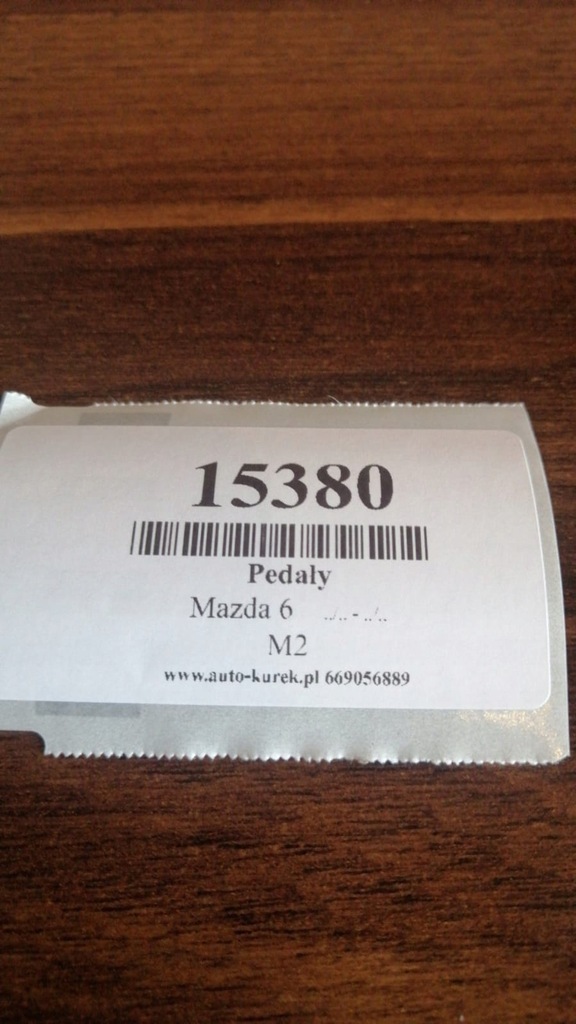 15380
Pedały
Mazda 6 ../.. - ../..
M2
www.auto-kurek.pl 669056889